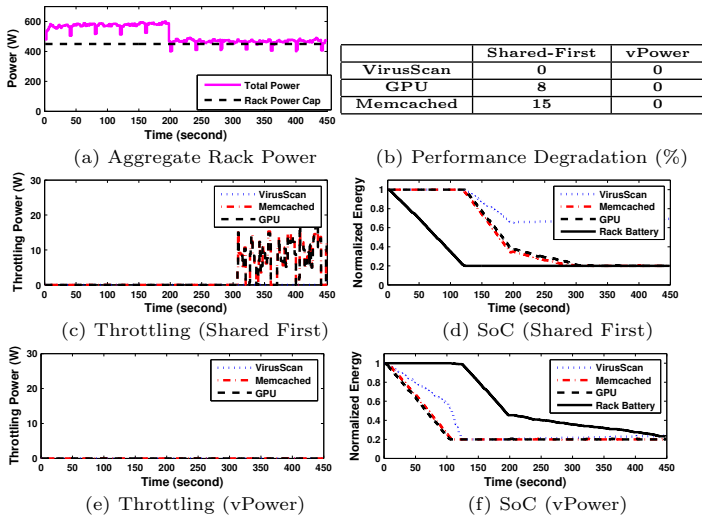 600
400
200
0
Power (W)
Total Power
Rack Power Cap
0 50 100 150 200 250 300 350 400 450
Time (second)
(a) Aggregate Rack Power
Shared-First vPower
VirusScan 0 0
GPU 8 0
Memcached 15 0
(b) Performance Degradation (%)
30
20
10
0
Throttling Power (W)
VirusScan
Memcached
GPU
0 50 100 150 200 250 300 350 400 450
Time (second)
(c) Throttling (Shared First)
1
0.8
0.6
0.4
0.2
0
Normalized Energy
VirusScan
Memcached
GPU
Rack Battery
0 50 100 150 200 250 300 350 400 450
Time (second)
(d) SoC (Shared First)
30
20
10
0
Throttling Power (W)
VirusScan
Memcached
GPU
0 50 100 150 200 250 300 350 400 450
Time (second)
(e) Throttling (vPower)
1
0.8
0.6
0.4
0.2
0
Normalized Energy
VirusScan
Memcached
GPU
Rack Battery
0 50 100 150 200 250 300 350 400 450
Time (second)
(f) SoC (vPower)